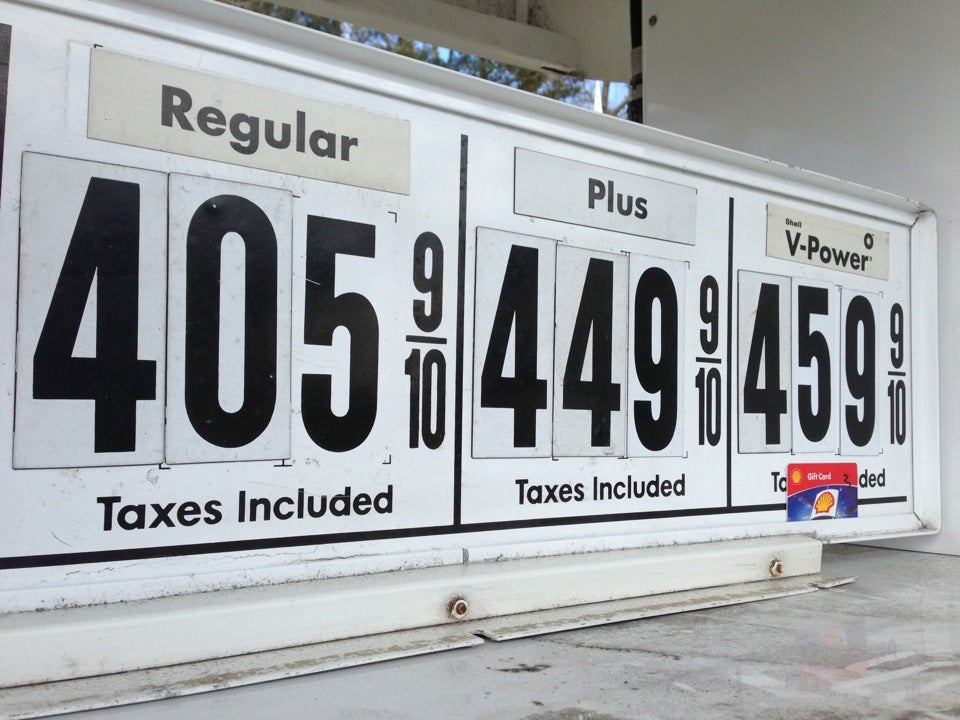 Regular
405 9/10
Taxes Included
Plus
449 9/10
Taxes Included
Shell
V-Power
459 9/10
Gift Card